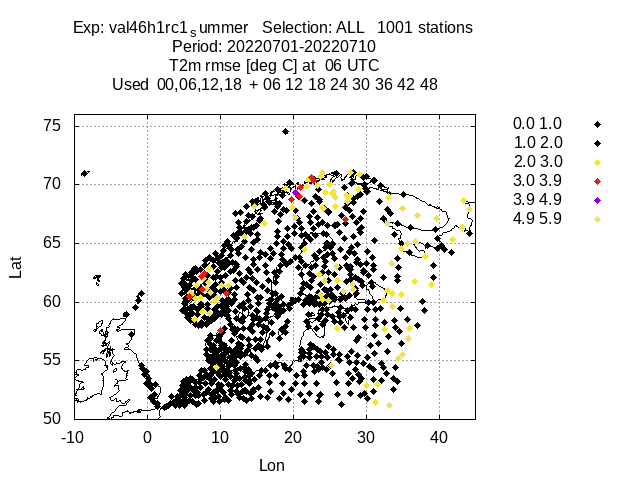 Exp: val46h1rc1summer Selection: ALL 1001 stations
Period: 20220701-20220710
T2m rmse [deg C] at 06 UTC
Used 00,06,12,18 + 06 12 18 24 30 36 42 48
75
70
65
60
55
50
Lat
-10 0 10 20 30 40
Lon
0.0 1.0
1.0 2.0
2.0 3.0
3.0 3.9
3.9 4.9
4.9 5.9